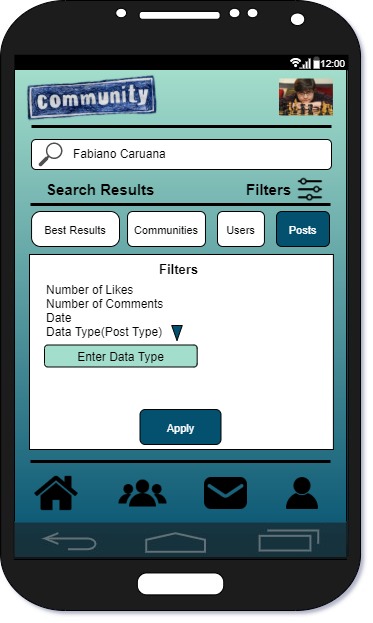 12:00
community
Fabiano Caruana
Search Results
Filters
Best Results
Communities
Users
Posts
Filters
Number of Likes
Number of Comments
Date
Data Type(Post Type)
Enter Data Type
Apply